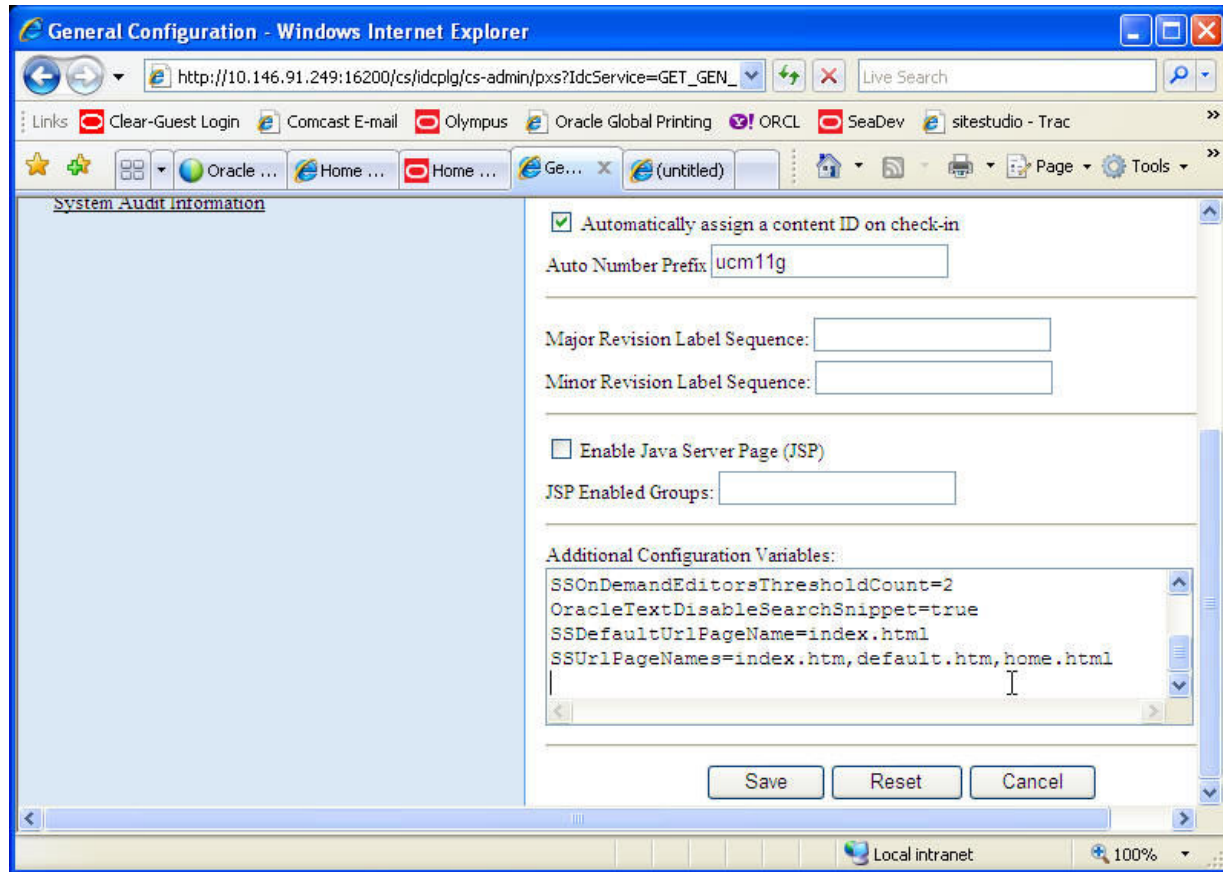 General Configuration - Windows Internet Explorer
http://10.146.91.249:16200/cs/idcplg/cs-admin/pxs?IdcService=GET_GEN_
Live Search
Links Clear-Guest Login Comcast E-mail Olympus Oracle Global Printing ORCL SeaDev sitestudio - Trac »
Oracle ... Home ... Home ... Ge... X (untitled) Page Tools »
System Audit Information
Automatically assign a content ID on check-in
Auto Number Prefix ucm11g
Major Revision Label Sequence:
Minor Revision Label Sequence:
Enable Java Server Page (JSP)
JSP Enabled Groups:
Additional Configuration Variables:
SSOnDemandEditorsThresholdCount=2
OracleTextDisableSearchSnippet=true
SSDefaultUrlPageName=index.html
SSUrlPageNames=index.htm,default.htm,home.html
Save Reset Cancel
Local intranet 100%